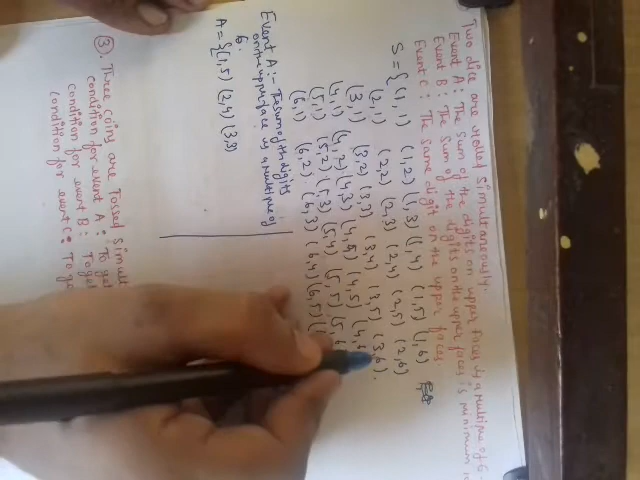 Two dice are rolled simultaneously.
Event A : The sum of the digits on upper faces is a multiple of 6.
Event B : The sum of the digits on the upper faces is minimum
Event C : The same digit on the upper faces
S = { (1, 1) (1, 2) (1, 3) (1, 4) (1, 5) (1, 6)
(2, 1) (2, 2) (2, 3) (2, 4) (2, 5) (2, 6)
(3, 1) (3, 2) (3, 3) (3, 4) (3, 5) (3, 6).
(4, 1) (4, 2) (4, 3) (4, 4) (4, 5) (4, 6
(5, 1) (5, 2) (5, 3) (5, 4) (5, 5) (5, 6
(6, 1) (6, 2) (6, 3) (6, 4) (6, 5) (
Event A :- The sum of the digits
on the upper face is a multiple of
6.
A = { (1, 5) (2, 4) (3, 3)
3. Three coins are Tossed simult
condition for event A : To get
condition for event B : To get
condition for event C : To ge